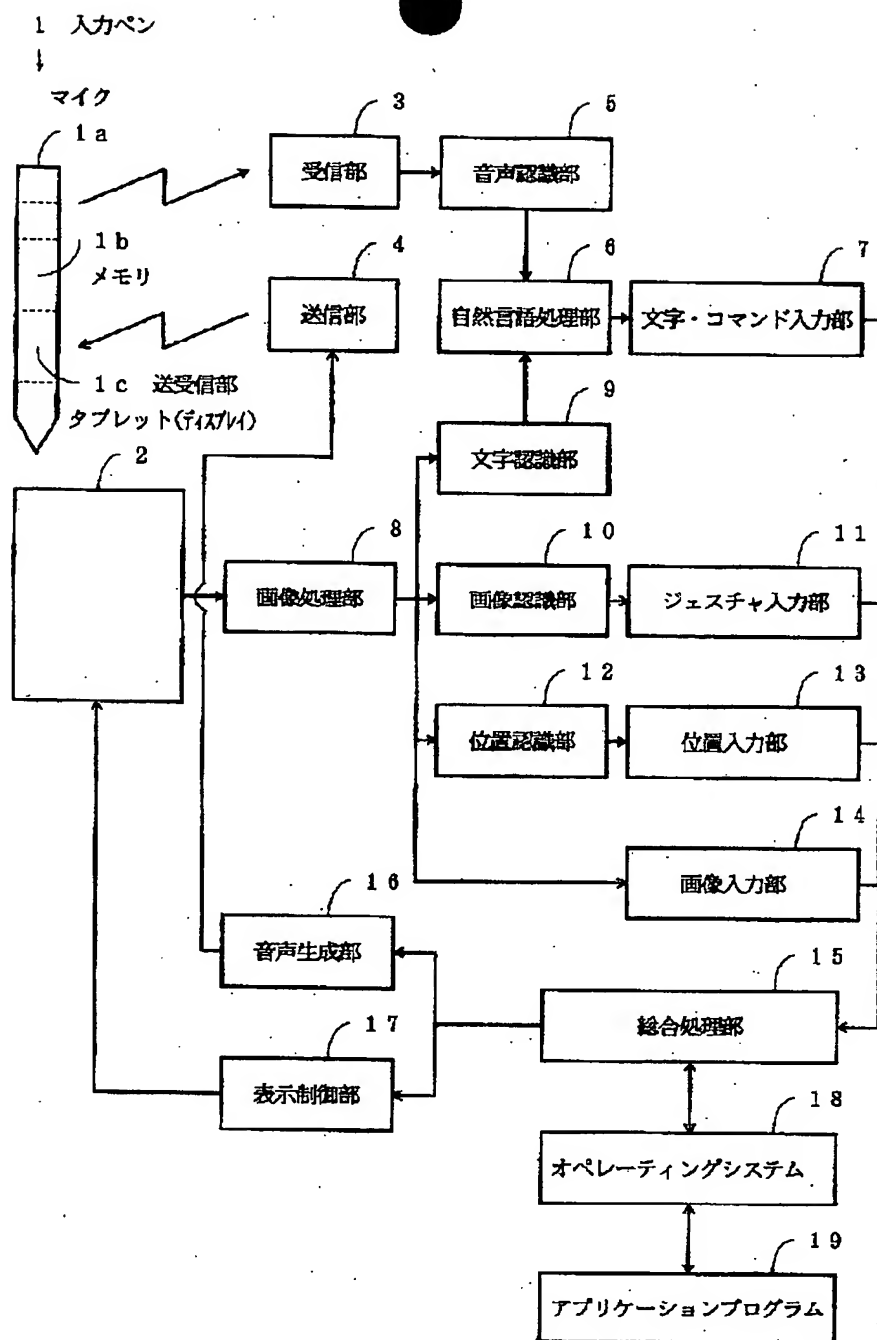 1 入力ペン
↓
マイク
1a
3
受信部
5
音声認識部
1b
メモリ
4
送信部
6
自然言語処理部
7
文字・コマンド入力部
1c 送受信部
タブレット(ディスプレイ)
2
9
文字認識部
8
画像処理部
10
画像認識部
11
ジェスチャ入力部
12
位置認識部
13
位置入力部
14
画像入力部
16
音声生成部
15
総合処理部
17
表示制御部
18
オペレーティングシステム
19
アプリケーションプログラム